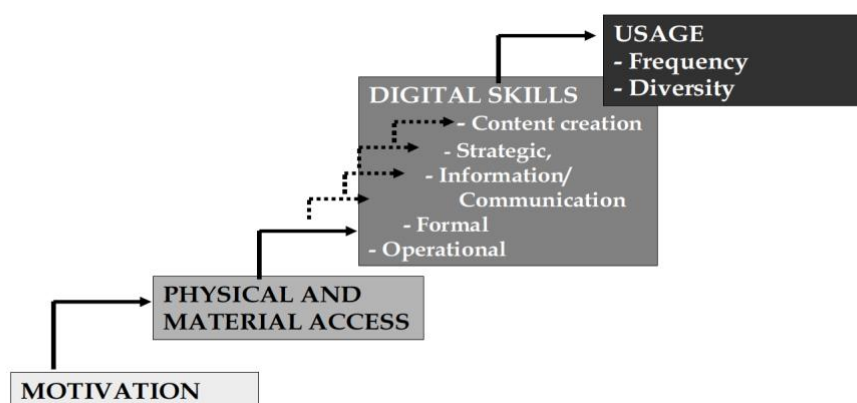 USAGE
- Frequency
- Diversity
DIGITAL SKILLS
- Content creation
- Strategic,
- Information/
Communication
- Formal
- Operational
PHYSICAL AND
MATERIAL ACCESS
MOTIVATION